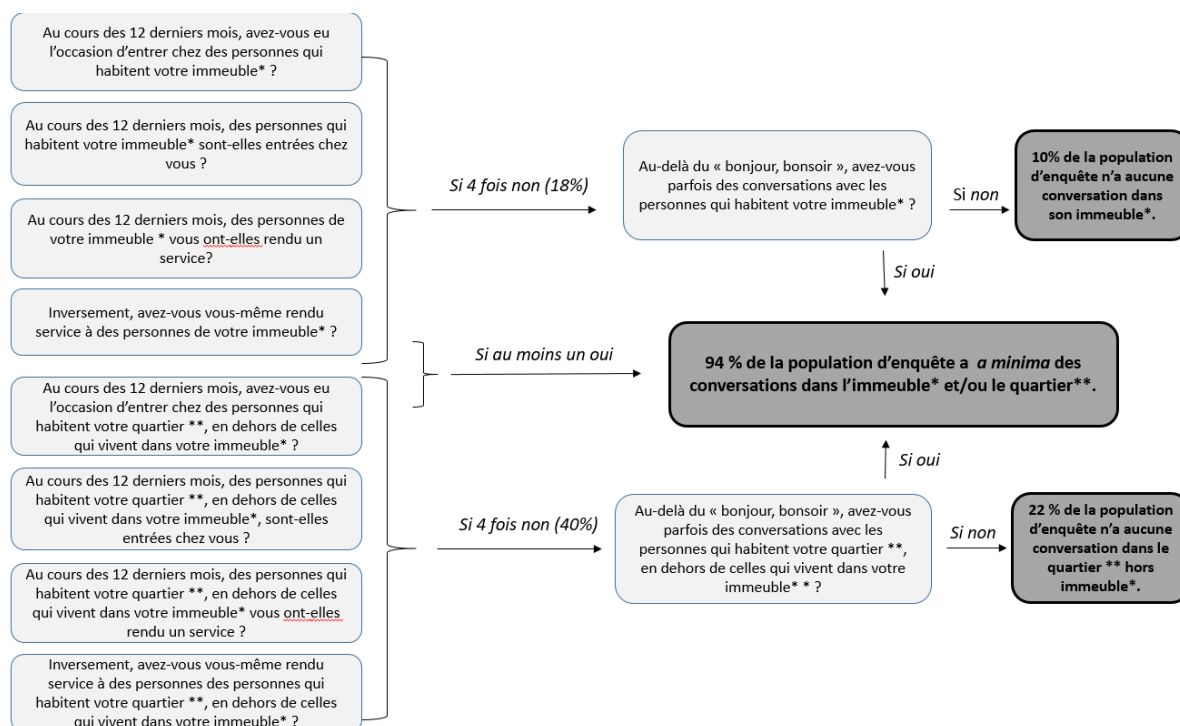 Au cours des 12 derniers mois, avez-vous eu
l'occasion d'entrer chez des personnes qui
habitent votre immeuble* ?
Au cours des 12 derniers mois, des personnes qui
habitent votre immeuble* sont-elles entrées chez
vous ?
Au cours des 12 derniers mois, des personnes de
votre immeuble * vous ont-elles rendu un
service?
Inversement, avez-vous vous-même rendu
service à des personnes de votre immeuble* ?
Au cours des 12 derniers mois, avez-vous eu
l'occasion d'entrer chez des personnes qui
habitent votre quartier **, en dehors de celles
qui vivent dans votre immeuble* ?
Au cours des 12 derniers mois, des personnes qui
habitent votre quartier **, en dehors de celles
qui vivent dans votre immeuble*, sont-elles
entrées chez vous ?
Au cours des 12 derniers mois, des personnes qui
habitent votre quartier **, en dehors de celles
qui vivent dans votre immeuble* vous ont-elles
rendu un service ?
Inversement, avez-vous vous-même rendu
service à des personnes des personnes qui
habitent votre quartier **, en dehors de celles
qui vivent dans votre immeuble* ?
Si 4 fois non (18%)
Au-delà du « bonjour, bonsoir », avez-vous
parfois des conversations avec les
personnes qui habitent votre immeuble* ?
Si non
10% de la population
d'enquête n'a aucune
conversation dans
son immeuble*.
Si oui
Si au moins un oui
94 % de la population d'enquête a a minima des
conversations dans l'immeuble* et/ou le quartier**.
Si oui
Si 4 fois non (40%)
Au-delà du « bonjour, bonsoir », avez-vous
parfois des conversations avec les
personnes qui habitent votre quartier **,
en dehors de celles qui vivent dans votre
immeuble* * ?
Si non
22 % de la population
d'enquête n'a aucune
conversation dans le
quartier ** hors
immeuble*.